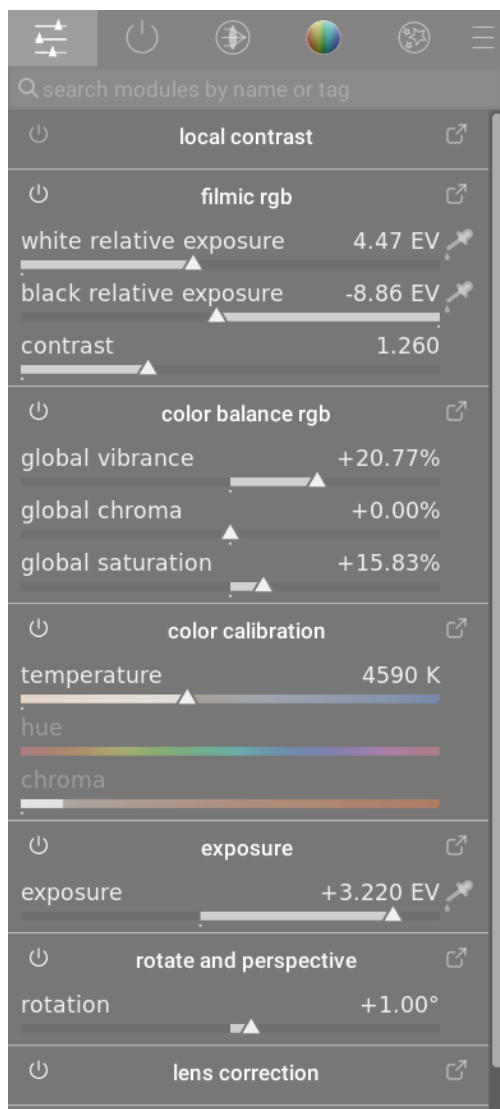 search modules by name or tag
local contrast
filmic rgb
white relative exposure 4.47 EV
black relative exposure -8.86 EV
contrast 1.260
color balance rgb
global vibrance +20.77%
global chroma +0.00%
global saturation +15.83%
color calibration
temperature 4590 K
hue
chroma
exposure
exposure +3.220 EV
rotate and perspective
rotation +1.00°
lens correction